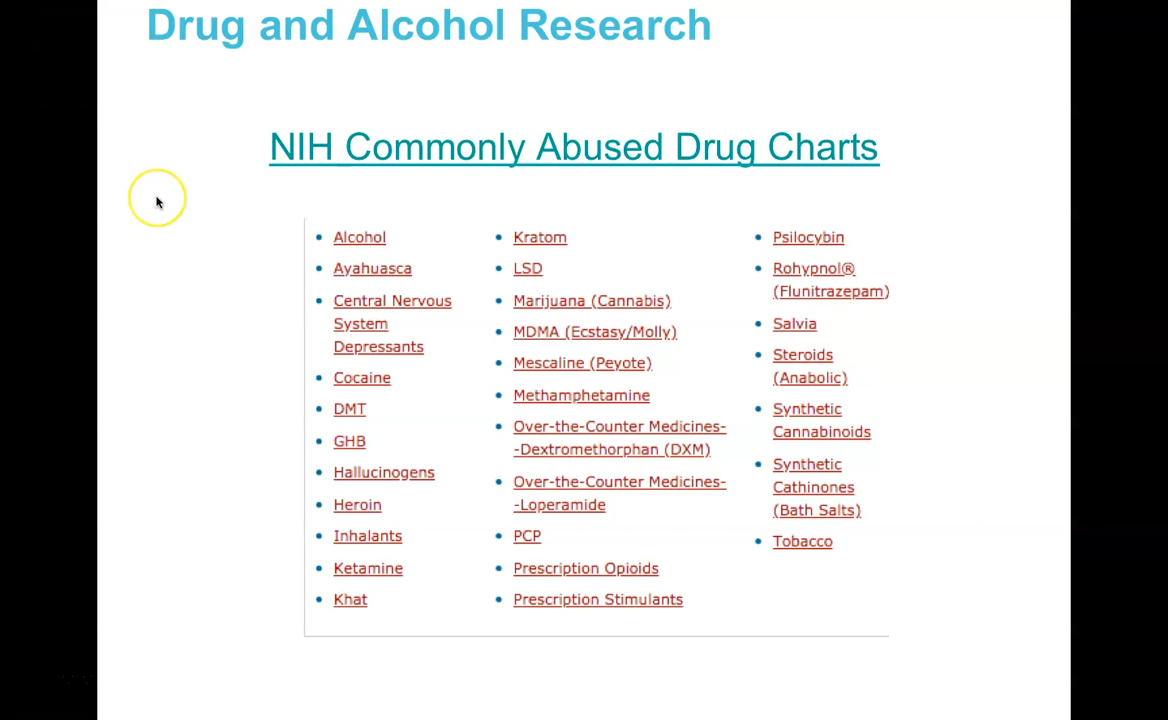 Drug and Alcohol Research
NIH Commonly Abused Drug Charts
Alcohol
Ayahuasca
Central Nervous
System
Depressants
Cocaine
DMT
GHB
Hallucinogens
Heroin
Inhalants
Ketamine
Khat
Kratom
LSD
Marijuana (Cannabis)
MDMA (Ecstasy/Molly)
Mescaline (Peyote)
Methamphetamine
Over-the-Counter Medicines-
-Dextromethorphan (DXM)
Over-the-Counter Medicines-
-Loperamide
PCP
Prescription Opioids
Prescription Stimulants
Psilocybin
Rohypnol®
(Flunitrazepam)
Salvia
Steroids
(Anabolic)
Synthetic
Cannabinoids
Synthetic
Cathinones
(Bath Salts)
Tobacco